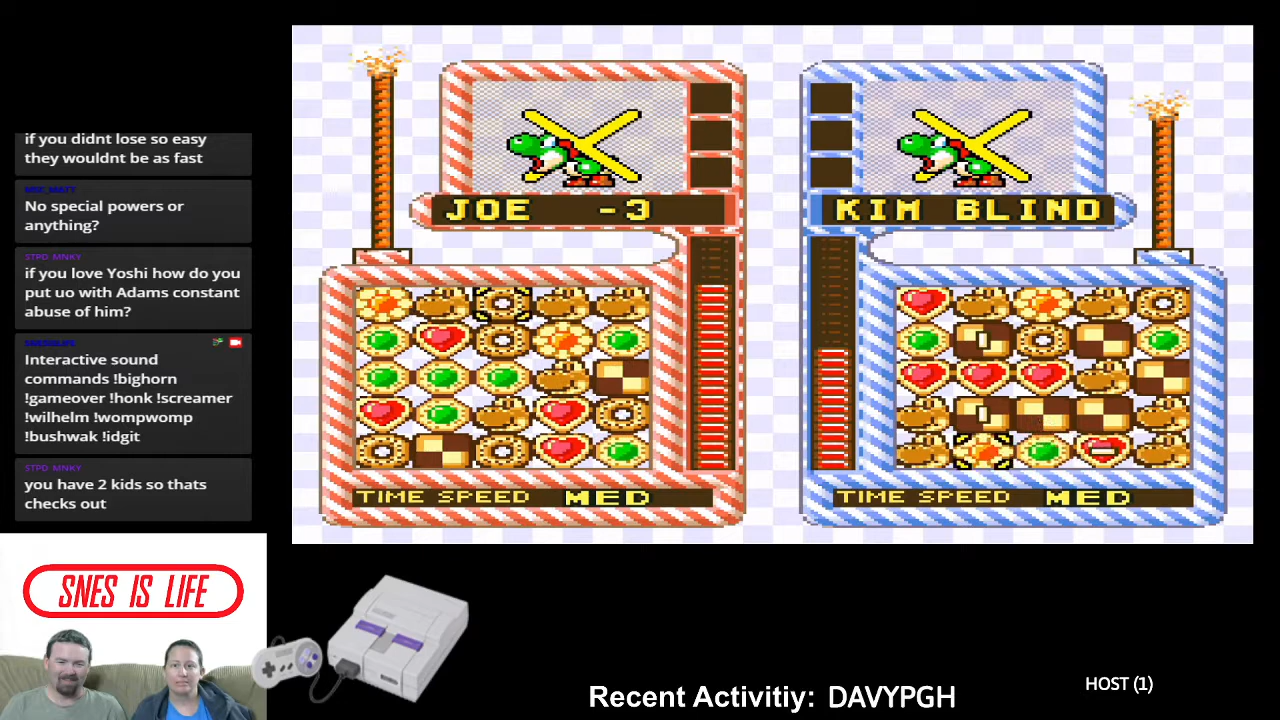 if you didnt lose so easy
they wouldnt be as fast
No special powers or
anything?
STPD_MNKY
if you love Yoshi how do you
put uo with Adams constant
abuse of him?
SNESISLIFE
Interactive sound
commands !bighorn
!gameover !honk !screamer
!wilhelm !wompwomp
!bushwak !idgit
STPD_MNKY
you have 2 kids so thats
checks out
JOE -3
KIM BLIND
TIME SPEED MED
TIME SPEED MED
SNES IS LIFE
Recent Activitiy: DAVYPGH
HOST (1)